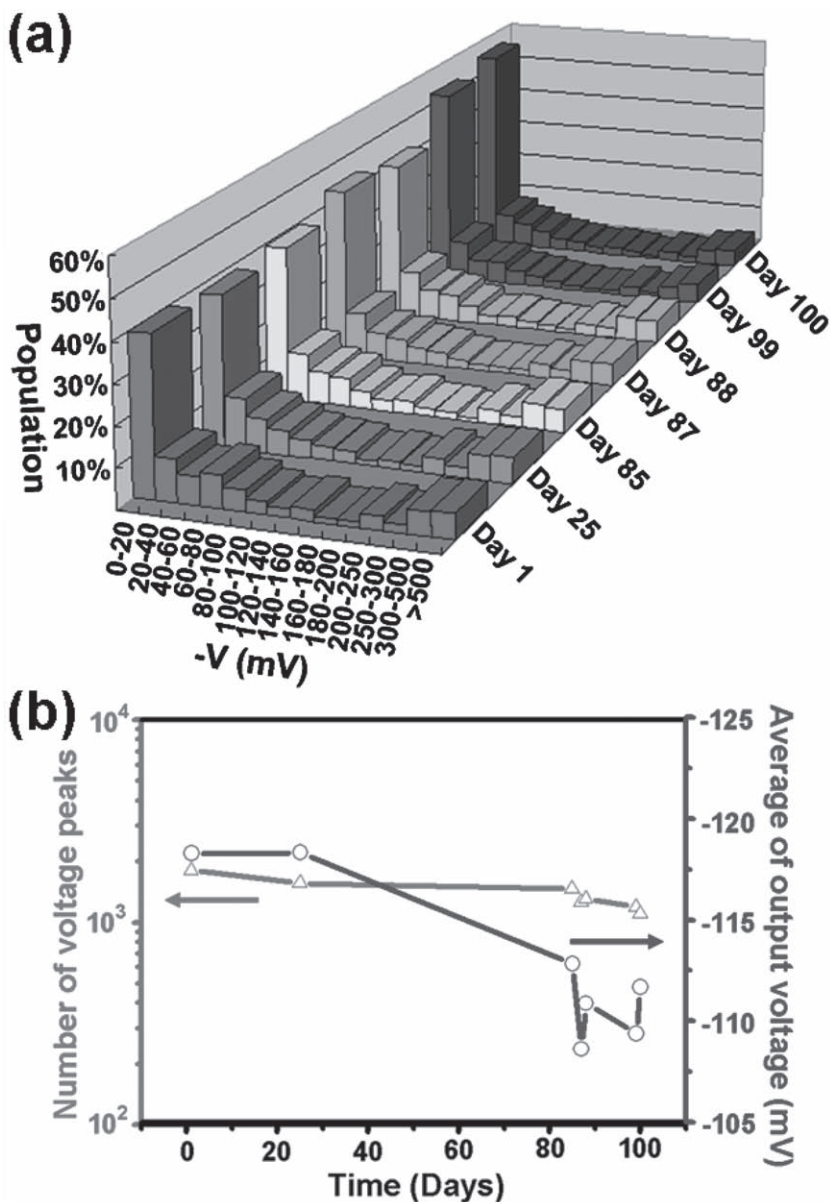 (a)
60%
50%
40%
30%
20%
10%
Population
0-20
20-40
40-60
60-80
80-100
100-120
120-140
140-160
160-180
180-200
200-250
250-300
300-500
>500
-V (mV)
Day 1
Day 25
Day 85
Day 87
Day 88
Day 99
Day 100
(b)
10⁴
10³
10²
Number of voltage peaks
-125
-120
-115
-110
-105
Average of output voltage (mV)
0
20
40
60
80
100
Time (Days)